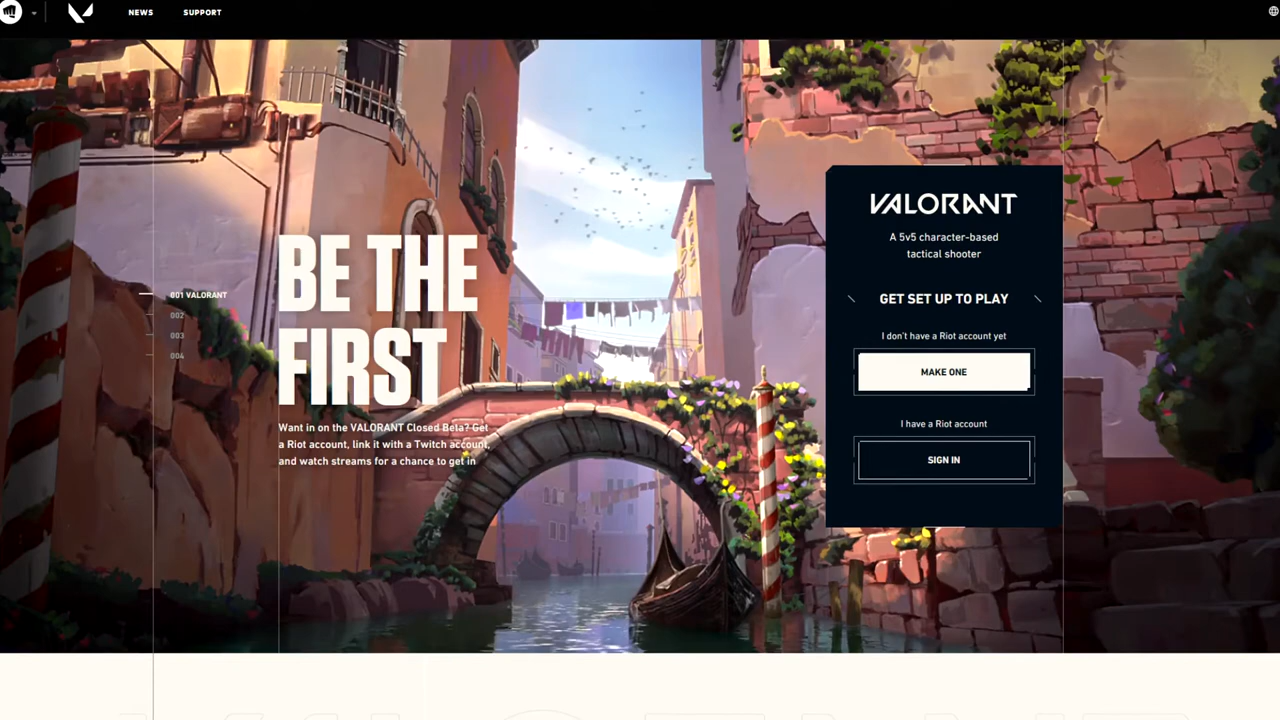 NEWS
SUPPORT
001 VALORANT
002
003
004
BE THE
FIRST
Want in on the VALORANT Closed Beta? Get
a Riot account, link it with a Twitch account,
and watch streams for a chance to get in
VALORANT
A 5v5 character-based
tactical shooter
GET SET UP TO PLAY
I don't have a Riot account yet
MAKE ONE
I have a Riot account
SIGN IN